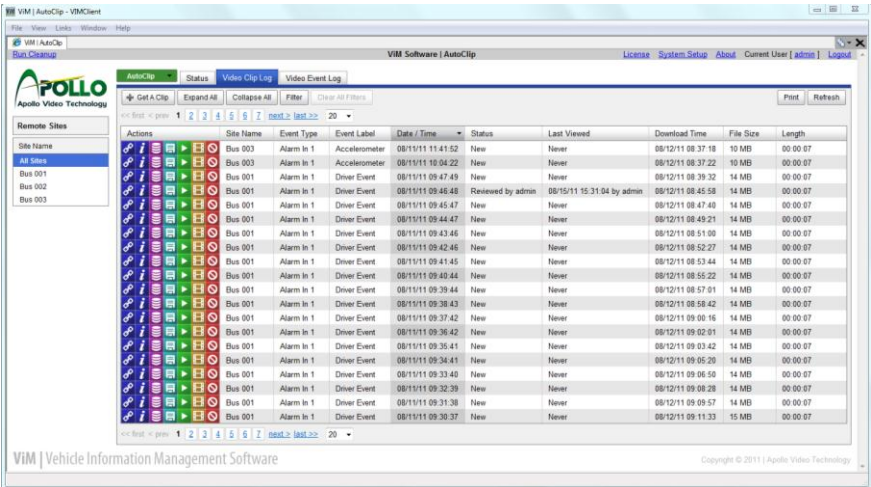 ViM | AutoClip - VIMClient
File View Links Window Help
ViM | AutoClip
Run Cleanup ViM Software | AutoClip License System Setup About Current User [ admin ] Logout
APOLLO
Apollo Video Technology
AutoClip Status Video Clip Log Video Event Log
Get A Clip Expand All Collapse All Filter Clear All Filters Print Refresh
<< first < prev 1 2 3 4 5 6 7 next > last >> 20
Remote Sites
Site Name
All Sites
Bus 001
Bus 002
Bus 003
Actions Site Name Event Type Event Label Date / Time Status Last Viewed Download Time File Size Length
Bus 003 Alarm In 1 Accelerometer 08/11/11 11:41:52 New Never 08/12/11 08:37:18 10 MB 00:00:07
Bus 003 Alarm In 1 Accelerometer 08/11/11 10:04:22 New Never 08/12/11 08:37:22 10 MB 00:00:07
Bus 001 Alarm In 1 Driver Event 08/11/11 09:47:49 New Never 08/12/11 08:39:32 14 MB 00:00:07
Bus 001 Alarm In 1 Driver Event 08/11/11 09:46:48 Reviewed by admin 08/15/11 15:31:04 by admin 08/12/11 08:45:58 14 MB 00:00:07
Bus 001 Alarm In 1 Driver Event 08/11/11 09:45:47 New Never 08/12/11 08:47:40 14 MB 00:00:07
Bus 001 Alarm In 1 Driver Event 08/11/11 09:44:47 New Never 08/12/11 08:49:21 14 MB 00:00:07
Bus 001 Alarm In 1 Driver Event 08/11/11 09:43:46 New Never 08/12/11 08:51:00 14 MB 00:00:07
Bus 001 Alarm In 1 Driver Event 08/11/11 09:42:46 New Never 08/12/11 08:52:27 14 MB 00:00:07
Bus 001 Alarm In 1 Driver Event 08/11/11 09:41:45 New Never 08/12/11 08:53:44 14 MB 00:00:07
Bus 001 Alarm In 1 Driver Event 08/11/11 09:40:44 New Never 08/12/11 08:55:22 14 MB 00:00:07
Bus 001 Alarm In 1 Driver Event 08/11/11 09:39:44 New Never 08/12/11 08:57:01 14 MB 00:00:07
Bus 001 Alarm In 1 Driver Event 08/11/11 09:38:43 New Never 08/12/11 08:58:42 14 MB 00:00:07
Bus 001 Alarm In 1 Driver Event 08/11/11 09:37:42 New Never 08/12/11 09:00:16 14 MB 00:00:07
Bus 001 Alarm In 1 Driver Event 08/11/11 09:36:42 New Never 08/12/11 09:02:01 14 MB 00:00:07
Bus 001 Alarm In 1 Driver Event 08/11/11 09:35:41 New Never 08/12/11 09:03:42 14 MB 00:00:07
Bus 001 Alarm In 1 Driver Event 08/11/11 09:34:41 New Never 08/12/11 09:05:20 14 MB 00:00:07
Bus 001 Alarm In 1 Driver Event 08/11/11 09:33:40 New Never 08/12/11 09:06:50 14 MB 00:00:07
Bus 001 Alarm In 1 Driver Event 08/11/11 09:32:39 New Never 08/12/11 09:08:28 14 MB 00:00:07
Bus 001 Alarm In 1 Driver Event 08/11/11 09:31:38 New Never 08/12/11 09:09:57 14 MB 00:00:07
Bus 001 Alarm In 1 Driver Event 08/11/11 09:30:37 New Never 08/12/11 09:11:33 15 MB 00:00:07
<< first < prev 1 2 3 4 5 6 7 next > last >> 20
ViM | Vehicle Information Management Software Copyright © 2011 | Apollo Video Technology